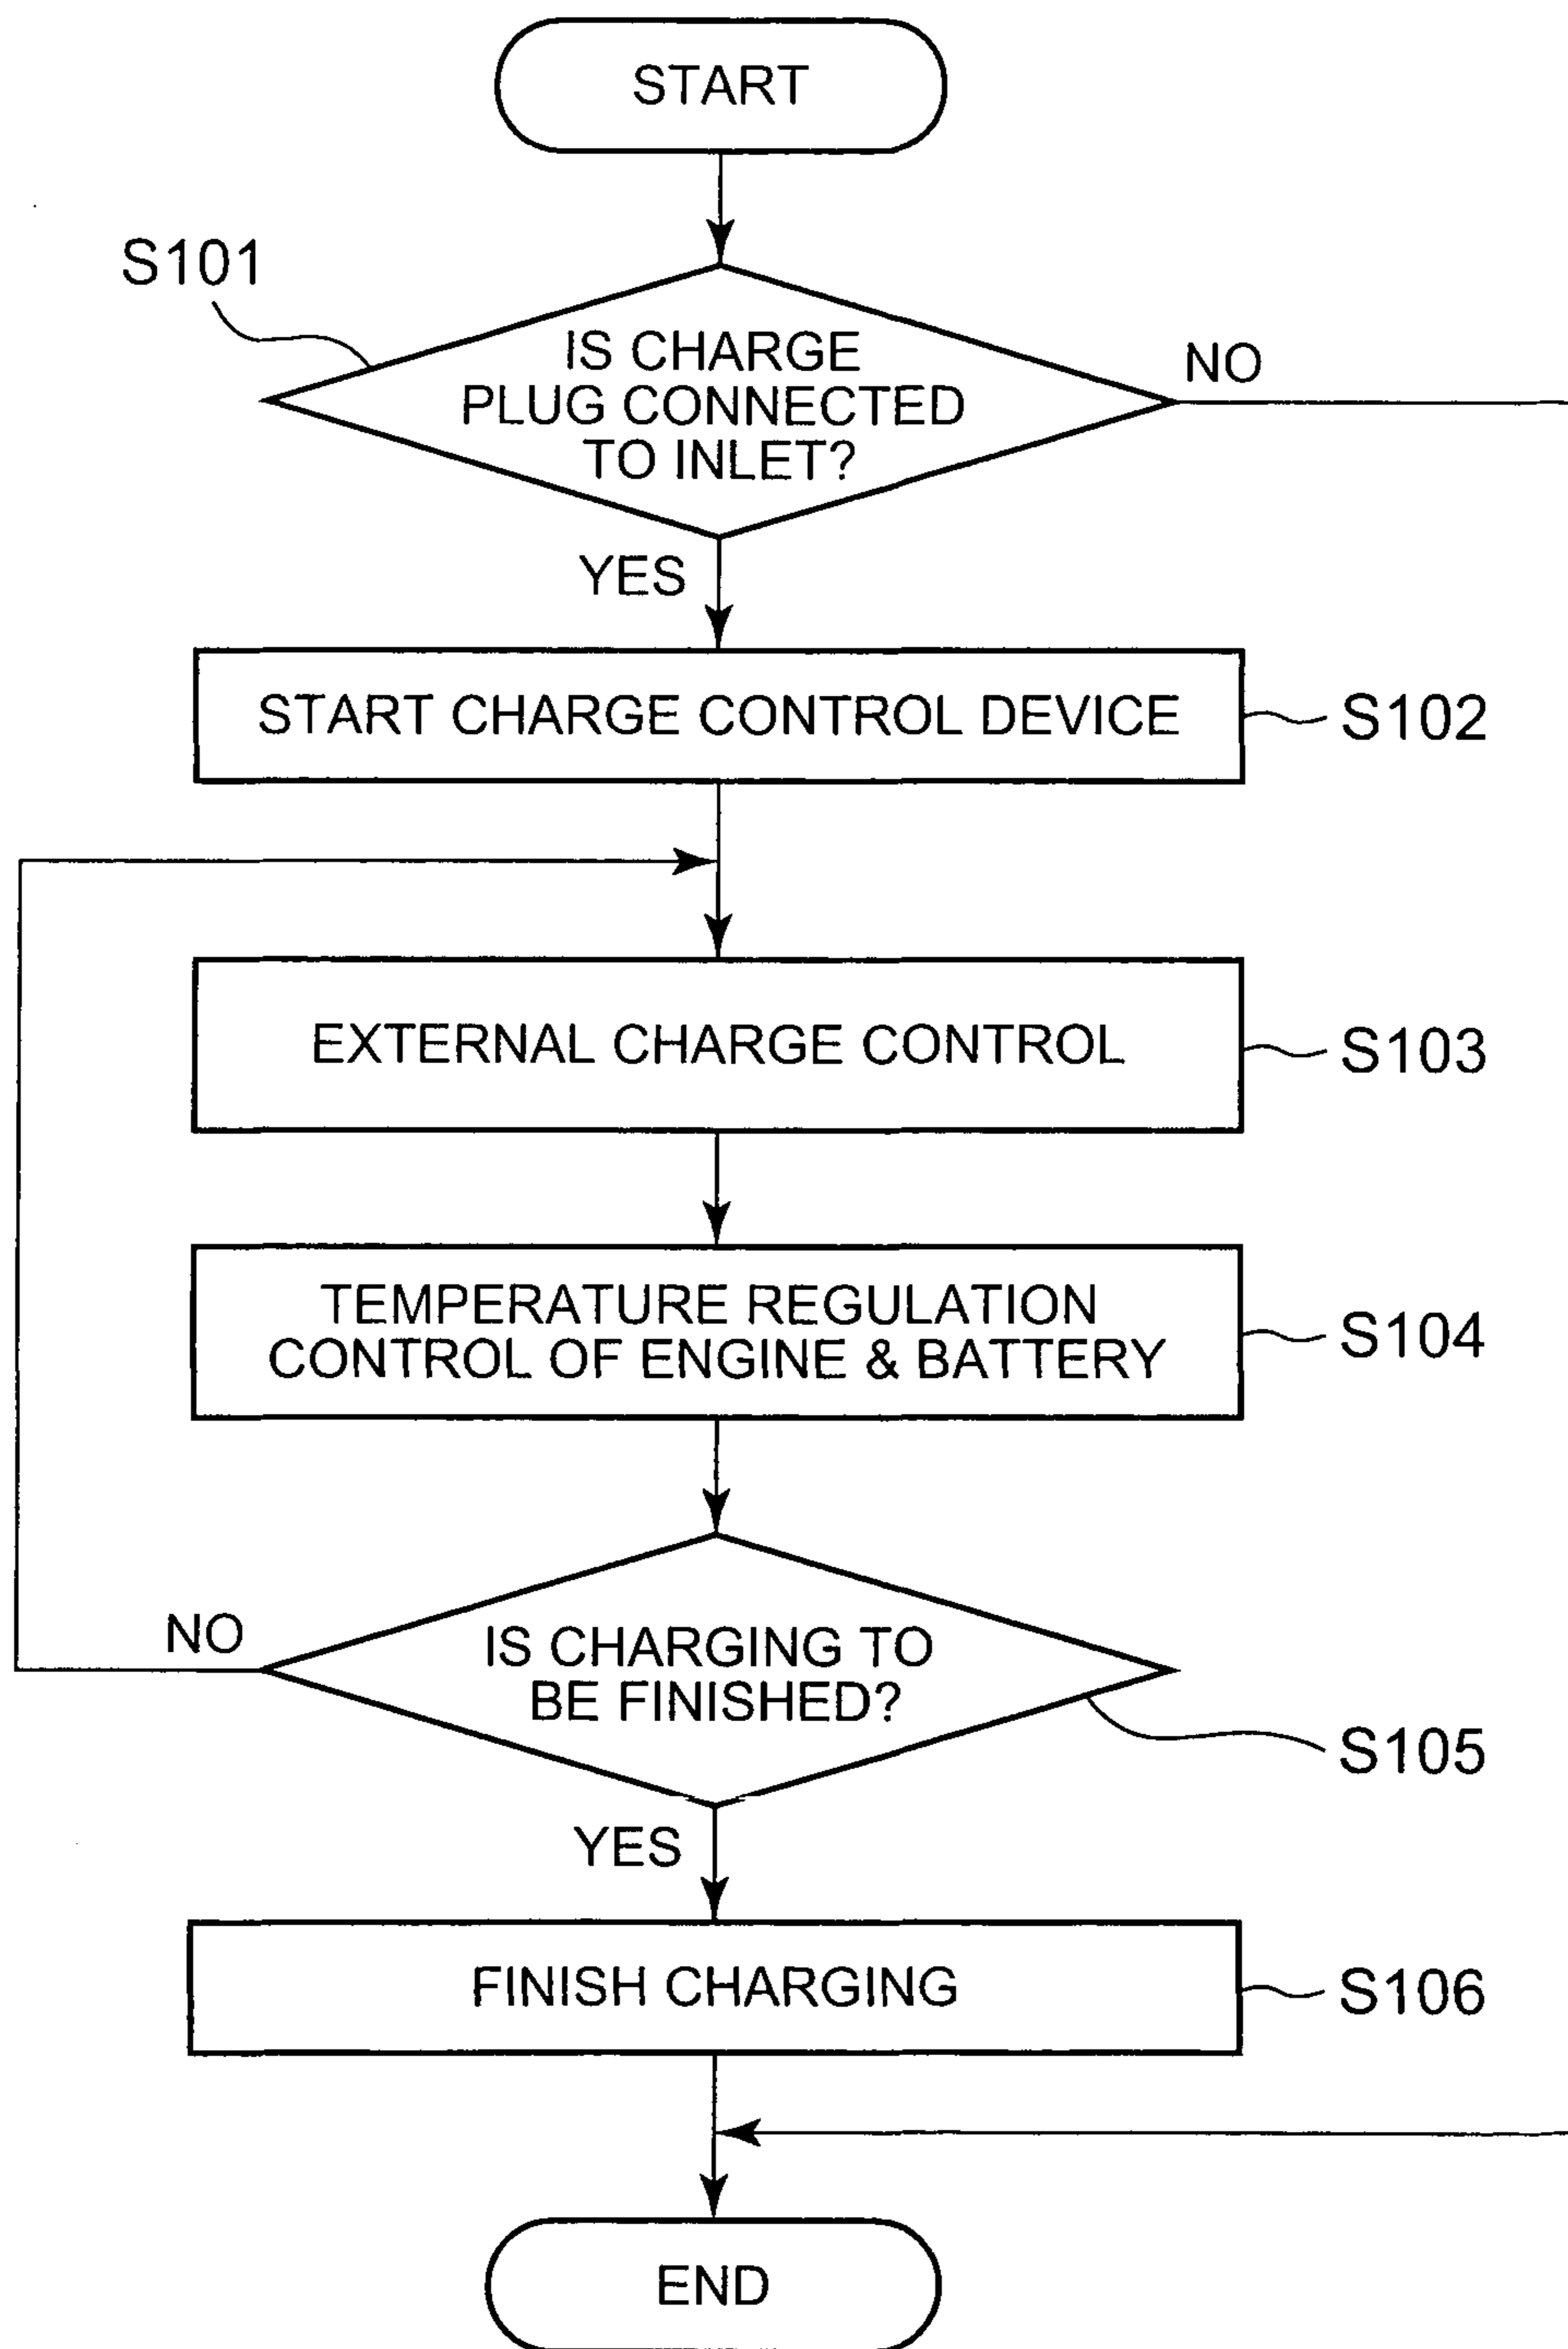 START
S101
IS CHARGE
PLUG CONNECTED
TO INLET?
NO
YES
START CHARGE CONTROL DEVICE
S102
EXTERNAL CHARGE CONTROL
S103
TEMPERATURE REGULATION
CONTROL OF ENGINE & BATTERY
S104
NO
IS CHARGING TO
BE FINISHED?
S105
YES
FINISH CHARGING
S106
END